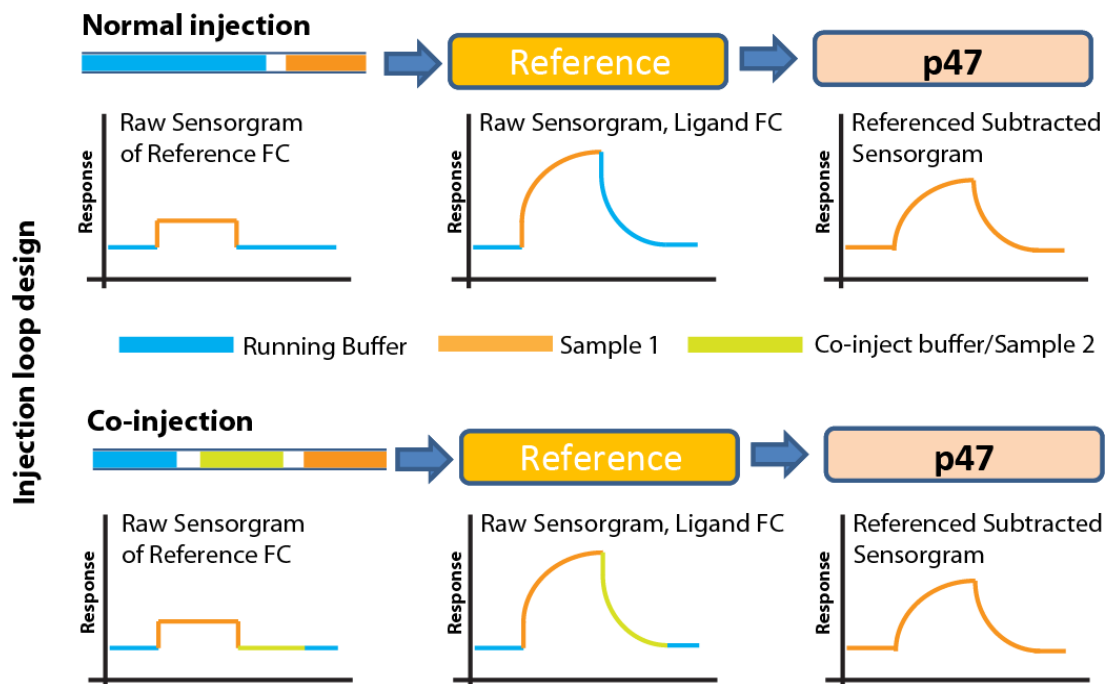 Injection loop design
Normal injection
Reference
p47
Raw Sensorgram
of Reference FC
Response
Raw Sensorgram, Ligand FC
Response
Referenced Subtracted
Sensorgram
Response
Running Buffer
Sample 1
Co-inject buffer/Sample 2
Co-injection
Reference
p47
Raw Sensorgram
of Reference FC
Response
Raw Sensorgram, Ligand FC
Response
Referenced Subtracted
Sensorgram
Response